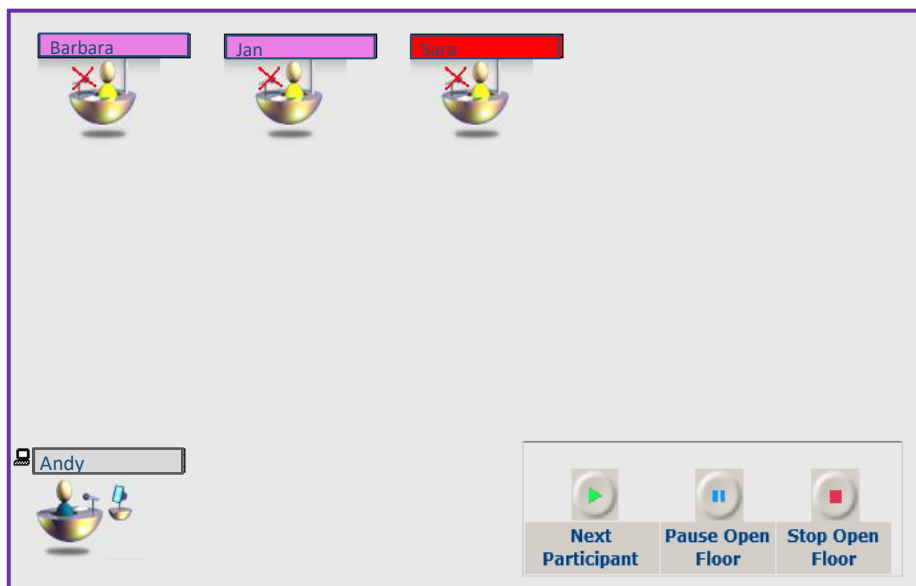 Barbara
Jan
Sara
Andy
Next
Participant
Pause Open
Floor
Stop Open
Floor